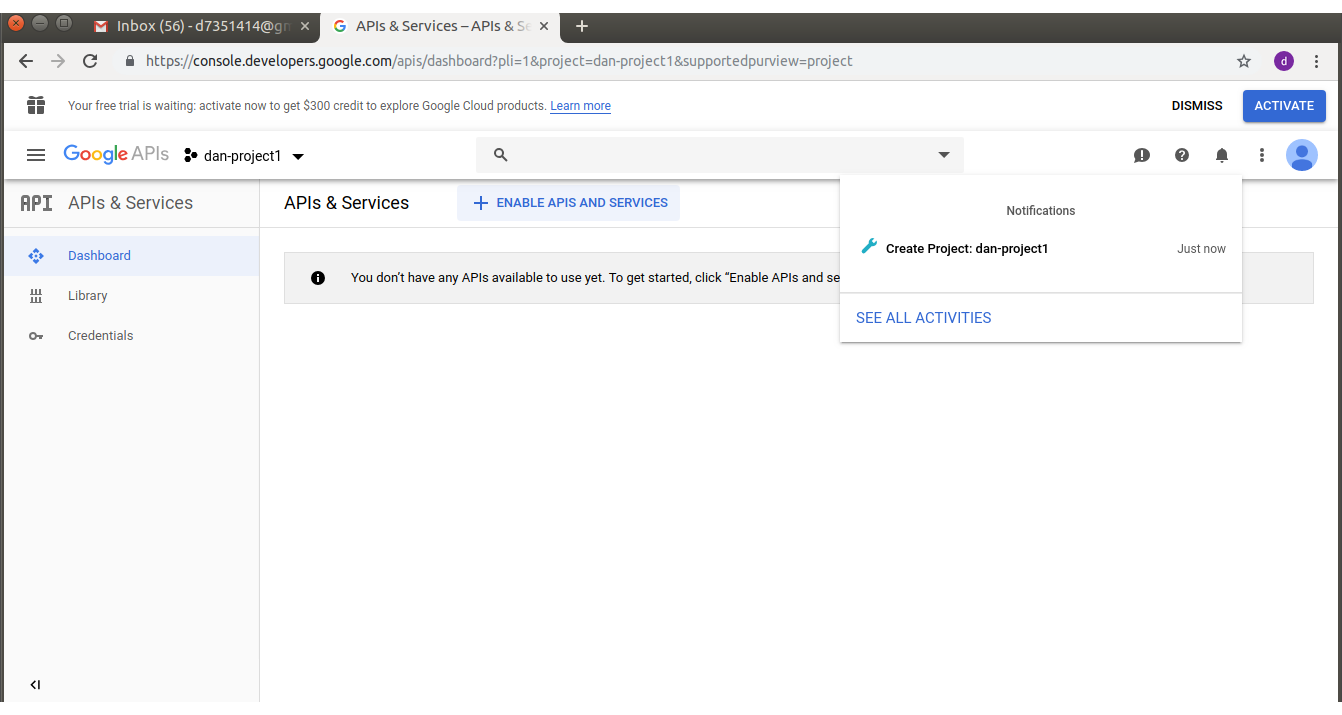 Inbox (56) - d7351414@gm
APIs & Services – APIs & Se
https://console.developers.google.com/apis/dashboard?pli=1&project=dan-project1&supportedpurview=project
d
Your free trial is waiting: activate now to get $300 credit to explore Google Cloud products. Learn more
DISMISS
ACTIVATE
Google APIs
dan-project1
API APIs & Services
APIs & Services
ENABLE APIS AND SERVICES
Notifications
Create Project: dan-project1
Just now
SEE ALL ACTIVITIES
Dashboard
Library
Credentials
You don't have any APIs available to use yet. To get started, click “Enable APIs and se